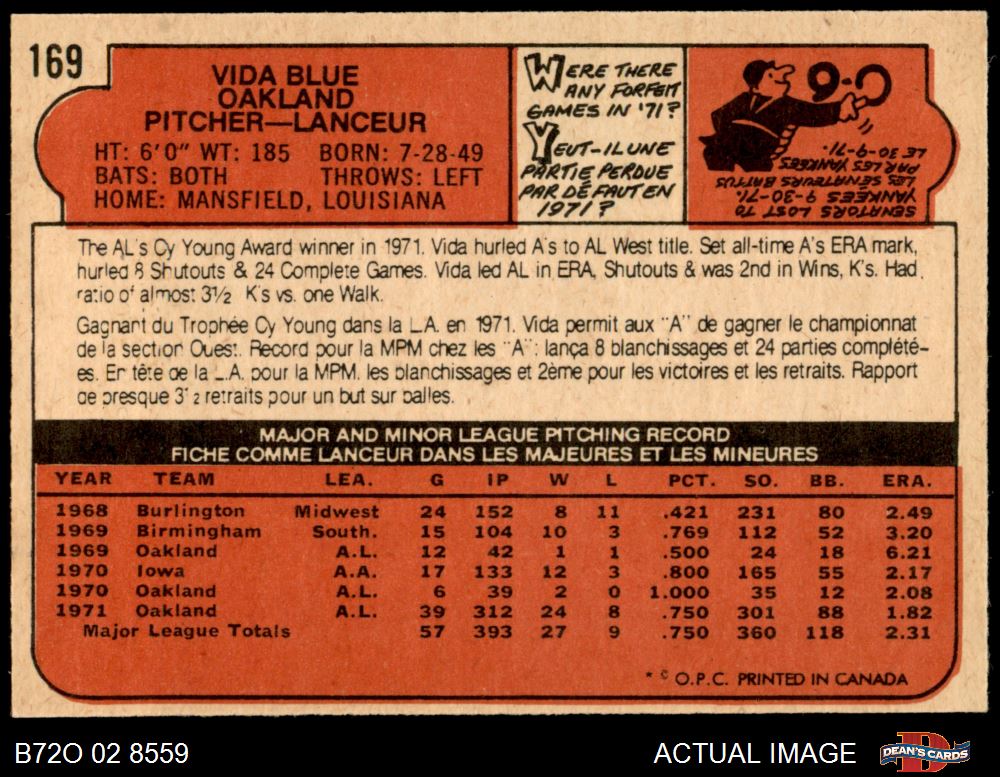 169
VIDA BLUE
OAKLAND
PITCHER—LANCEUR
HT: 6'0" WT: 185 BORN: 7-28-49
BATS: BOTH THROWS: LEFT
HOME: MANSFIELD, LOUISIANA
WERE THERE
ANY FORFEIT
GAMES IN '71?
YEUT-IL UNE
PARTIE PERDUE
PAR DÉFAUT EN
1971?
9-0
SENATORS LOST TO
YANKEES 9-30-71.
LES SÉNATEURS BATTUS
PAR LES YANKEES
LE 30-9-71.
The AL's Cy Young Award winner in 1971. Vida hurled A's to AL West title. Set all-time A's ERA mark,
hurled 8 Shutouts & 24 Complete Games. Vida led AL in ERA, Shutouts & was 2nd in Wins, K's. Had
ratio of almost 3½ K's vs. one Walk.
Gagnant du Trophée Cy Young dans la L.A. en 1971. Vida permit aux "A" de gagner le championnat
de la section Ouest. Record pour la MPM chez les "A": lança 8 blanchissages et 24 parties complété-
es. En tête de la L.A. pour la MPM. les blanchissages et 2ème pour les victoires et les retraits. Rapport
de presque 3½ retraits pour un but sur balles.
MAJOR AND MINOR LEAGUE PITCHING RECORD
FICHE COMME LANCEUR DANS LES MAJEURES ET LES MINEURES
YEAR TEAM LEA. G IP W L PCT. SO. BB. ERA.
1968 Burlington Midwest 24 152 8 11 .421 231 80 2.49
1969 Birmingham South. 15 104 10 3 .769 112 52 3.20
1969 Oakland A.L. 12 42 1 1 .500 24 18 6.21
1970 Iowa A.A. 17 133 12 3 .800 165 55 2.17
1970 Oakland A.L. 6 39 2 0 1.000 35 12 2.08
1971 Oakland A.L. 39 312 24 8 .750 301 88 1.82
Major League Totals 57 393 27 9 .750 360 118 2.31
* © O.P.C. PRINTED IN CANADA
B72O 02 8559
ACTUAL IMAGE
D
DEAN'S CARDS